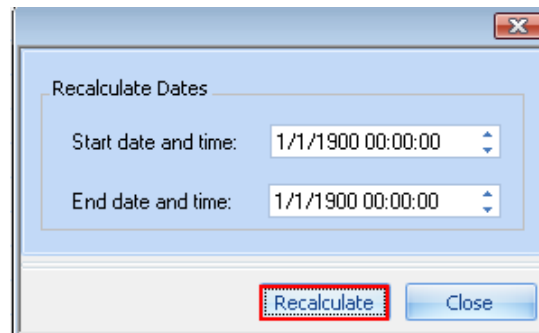 Recalculate Dates
Start date and time: 1/1/1900 00:00:00
End date and time: 1/1/1900 00:00:00
Recalculate Close